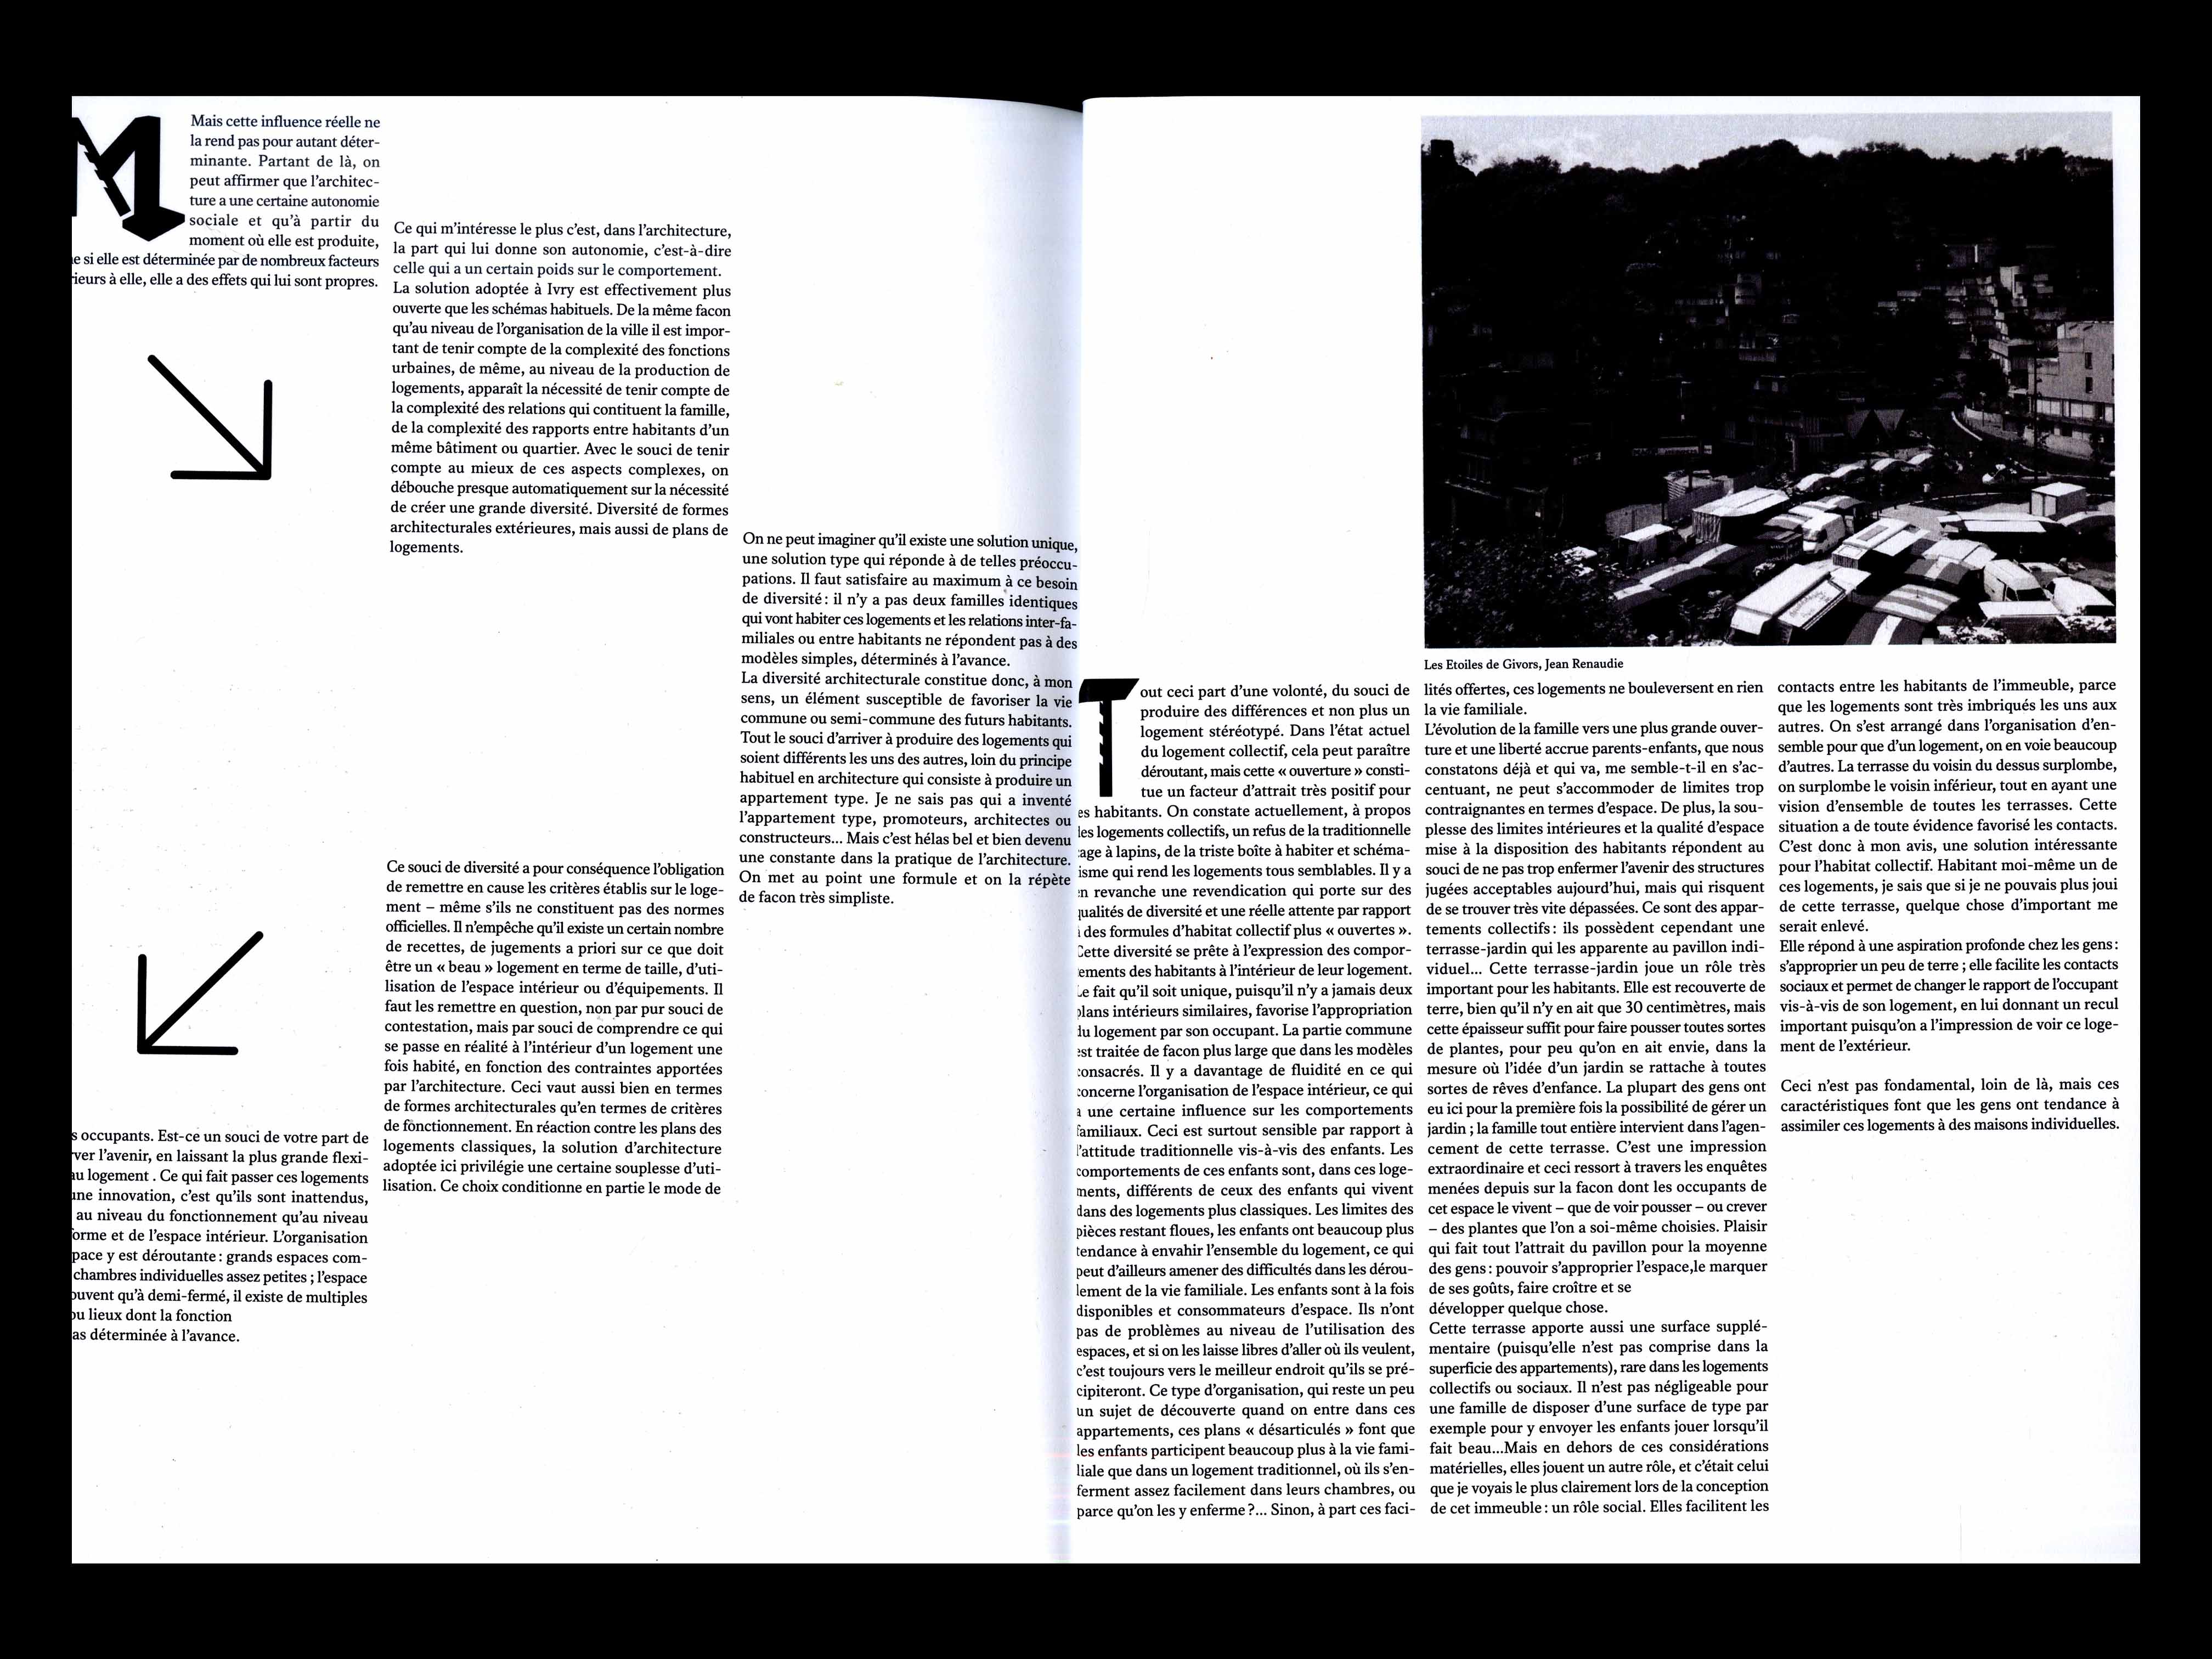 M
Mais cette influence réelle ne
la rend pas pour autant déter-
minante. Partant de là, on
peut affirmer que l'architec-
ture a une certaine autonomie
sociale et qu'à partir du
moment où elle est produite,
e si elle est déterminée par de nombreux facteurs
rieurs à elle, elle a des effets qui lui sont propres.
Ce qui m'intéresse le plus c'est, dans l'architecture,
la part qui lui donne son autonomie, c'est-à-dire
celle qui a un certain poids sur le comportement.
La solution adoptée à Ivry est effectivement plus
ouverte que les schémas habituels. De la même facon
qu'au niveau de l'organisation de la ville il est impor-
tant de tenir compte de la complexité des fonctions
urbaines, de même, au niveau de la production de
logements, apparaît la nécessité de tenir compte de
la complexité des relations qui contituent la famille,
de la complexité des rapports entre habitants d'un
même bâtiment ou quartier. Avec le souci de tenir
compte au mieux de ces aspects complexes, on
débouche presque automatiquement sur la nécessité
de créer une grande diversité. Diversité de formes
architecturales extérieures, mais aussi de plans de
logements.
On ne peut imaginer qu'il existe une solution unique,
une solution type qui réponde à de telles préoccu-
pations. Il faut satisfaire au maximum à ce besoin
de diversité : il n'y a pas deux familles identiques
qui vont habiter ces logements et les relations inter-fa-
miliales ou entre habitants ne répondent pas à des
modèles simples, déterminés à l'avance.
La diversité architecturale constitue donc, à mon
sens, un élément susceptible de favoriser la vie
commune ou semi-commune des futurs habitants.
Tout le souci d'arriver à produire des logements qui
soient différents les uns des autres, loin du principe
habituel en architecture qui consiste à produire un
appartement type. Je ne sais pas qui a inventé
l'appartement type, promoteurs, architectes ou
constructeurs... Mais c'est hélas bel et bien devenu
une constante dans la pratique de l'architecture.
On met au point une formule et on la répète
de facon très simpliste.
Ce souci de diversité a pour conséquence l'obligation
de remettre en cause les critères établis sur le loge-
ment – même s'ils ne constituent pas des normes
officielles. Il n'empêche qu'il existe un certain nombre
de recettes, de jugements a priori sur ce que doit
être un « beau » logement en terme de taille, d'uti-
lisation de l'espace intérieur ou d'équipements. Il
faut les remettre en question, non par pur souci de
contestation, mais par souci de comprendre ce qui
se passe en réalité à l'intérieur d'un logement une
fois habité, en fonction des contraintes apportées
par l'architecture. Ceci vaut aussi bien en termes
de formes architecturales qu'en termes de critères
de fonctionnement. En réaction contre les plans des
logements classiques, la solution d'architecture
adoptée ici privilégie une certaine souplesse d'uti-
lisation. Ce choix conditionne en partie le mode de
s occupants. Est-ce un souci de votre part de
ver l'avenir, en laissant la plus grande flexi-
au logement . Ce qui fait passer ces logements
une innovation, c'est qu'ils sont inattendus,
au niveau du fonctionnement qu'au niveau
orme et de l'espace intérieur. L'organisation
pace y est déroutante : grands espaces com-
chambres individuelles assez petites ; l'espace
ouvent qu'à demi-fermé, il existe de multiples
ou lieux dont la fonction
as déterminée à l'avance.
Les Etoiles de Givors, Jean Renaudie
Tout ceci part d'une volonté, du souci de
produire des différences et non plus un
logement stéréotypé. Dans l'état actuel
du logement collectif, cela peut paraître
déroutant, mais cette « ouverture » consti-
tue un facteur d'attrait très positif pour
es habitants. On constate actuellement, à propos
les logements collectifs, un refus de la traditionnelle
age à lapins, de la triste boîte à habiter et schéma-
isme qui rend les logements tous semblables. Il y a
n revanche une revendication qui porte sur des
qualités de diversité et une réelle attente par rapport
à des formules d'habitat collectif plus « ouvertes ».
Cette diversité se prête à l'expression des compor-
ements des habitants à l'intérieur de leur logement.
Le fait qu'il soit unique, puisqu'il n'y a jamais deux
plans intérieurs similaires, favorise l'appropriation
du logement par son occupant. La partie commune
est traitée de facon plus large que dans les modèles
consacrés. Il y a davantage de fluidité en ce qui
concerne l'organisation de l'espace intérieur, ce qui
a une certaine influence sur les comportements
familiaux. Ceci est surtout sensible par rapport à
l'attitude traditionnelle vis-à-vis des enfants. Les
comportements de ces enfants sont, dans ces loge-
ments, différents de ceux des enfants qui vivent
dans des logements plus classiques. Les limites des
pièces restant floues, les enfants ont beaucoup plus
tendance à envahir l'ensemble du logement, ce qui
peut d'ailleurs amener des difficultés dans les dérou-
lement de la vie familiale. Les enfants sont à la fois
disponibles et consommateurs d'espace. Ils n'ont
pas de problèmes au niveau de l'utilisation des
espaces, et si on les laisse libres d'aller où ils veulent,
c'est toujours vers le meilleur endroit qu'ils se pré-
cipiteront. Ce type d'organisation, qui reste un peu
un sujet de découverte quand on entre dans ces
appartements, ces plans « désarticulés » font que
les enfants participent beaucoup plus à la vie fami-
liale que dans un logement traditionnel, où ils s'en-
ferment assez facilement dans leurs chambres, ou
parce qu'on les y enferme ?... Sinon, à part ces faci-
lités offertes, ces logements ne bouleversent en rien
la vie familiale.
L'évolution de la famille vers une plus grande ouver-
ture et une liberté accrue parents-enfants, que nous
constatons déjà et qui va, me semble-t-il en s'ac-
centuant, ne peut s'accommoder de limites trop
contraignantes en termes d'espace. De plus, la sou-
plesse des limites intérieures et la qualité d'espace
mise à la disposition des habitants répondent au
souci de ne pas trop enfermer l'avenir des structures
jugées acceptables aujourd'hui, mais qui risquent
de se trouver très vite dépassées. Ce sont des appar-
tements collectifs : ils possèdent cependant une
terrasse-jardin qui les apparente au pavillon indi-
viduel... Cette terrasse-jardin joue un rôle très
important pour les habitants. Elle est recouverte de
terre, bien qu'il n'y en ait que 30 centimètres, mais
cette épaisseur suffit pour faire pousser toutes sortes
de plantes, pour peu qu'on en ait envie, dans la
mesure où l'idée d'un jardin se rattache à toutes
sortes de rêves d'enfance. La plupart des gens ont
eu ici pour la première fois la possibilité de gérer un
jardin ; la famille tout entière intervient dans l'agen-
cement de cette terrasse. C'est une impression
extraordinaire et ceci ressort à travers les enquêtes
menées depuis sur la facon dont les occupants de
cet espace le vivent – que de voir pousser – ou crever
– des plantes que l'on a soi-même choisies. Plaisir
qui fait tout l'attrait du pavillon pour la moyenne
des gens : pouvoir s'approprier l'espace,le marquer
de ses goûts, faire croître et se
développer quelque chose.
Cette terrasse apporte aussi une surface supplé-
mentaire (puisqu'elle n'est pas comprise dans la
superficie des appartements), rare dans les logements
collectifs ou sociaux. Il n'est pas négligeable pour
une famille de disposer d'une surface de type par
exemple pour y envoyer les enfants jouer lorsqu'il
fait beau...Mais en dehors de ces considérations
matérielles, elles jouent un autre rôle, et c'était celui
que je voyais le plus clairement lors de la conception
de cet immeuble : un rôle social. Elles facilitent les
contacts entre les habitants de l'immeuble, parce
que les logements sont très imbriqués les uns aux
autres. On s'est arrangé dans l'organisation d'en-
semble pour que d'un logement, on en voie beaucoup
d'autres. La terrasse du voisin du dessus surplombe,
on surplombe le voisin inférieur, tout en ayant une
vision d'ensemble de toutes les terrasses. Cette
situation a de toute évidence favorisé les contacts.
C'est donc à mon avis, une solution intéressante
pour l'habitat collectif. Habitant moi-même un de
ces logements, je sais que si je ne pouvais plus joui
de cette terrasse, quelque chose d'important me
serait enlevé.
Elle répond à une aspiration profonde chez les gens :
s'approprier un peu de terre ; elle facilite les contacts
sociaux et permet de changer le rapport de l'occupant
vis-à-vis de son logement, en lui donnant un recul
important puisqu'on a l'impression de voir ce loge-
ment de l'extérieur.
Ceci n'est pas fondamental, loin de là, mais ces
caractéristiques font que les gens ont tendance à
assimiler ces logements à des maisons individuelles.